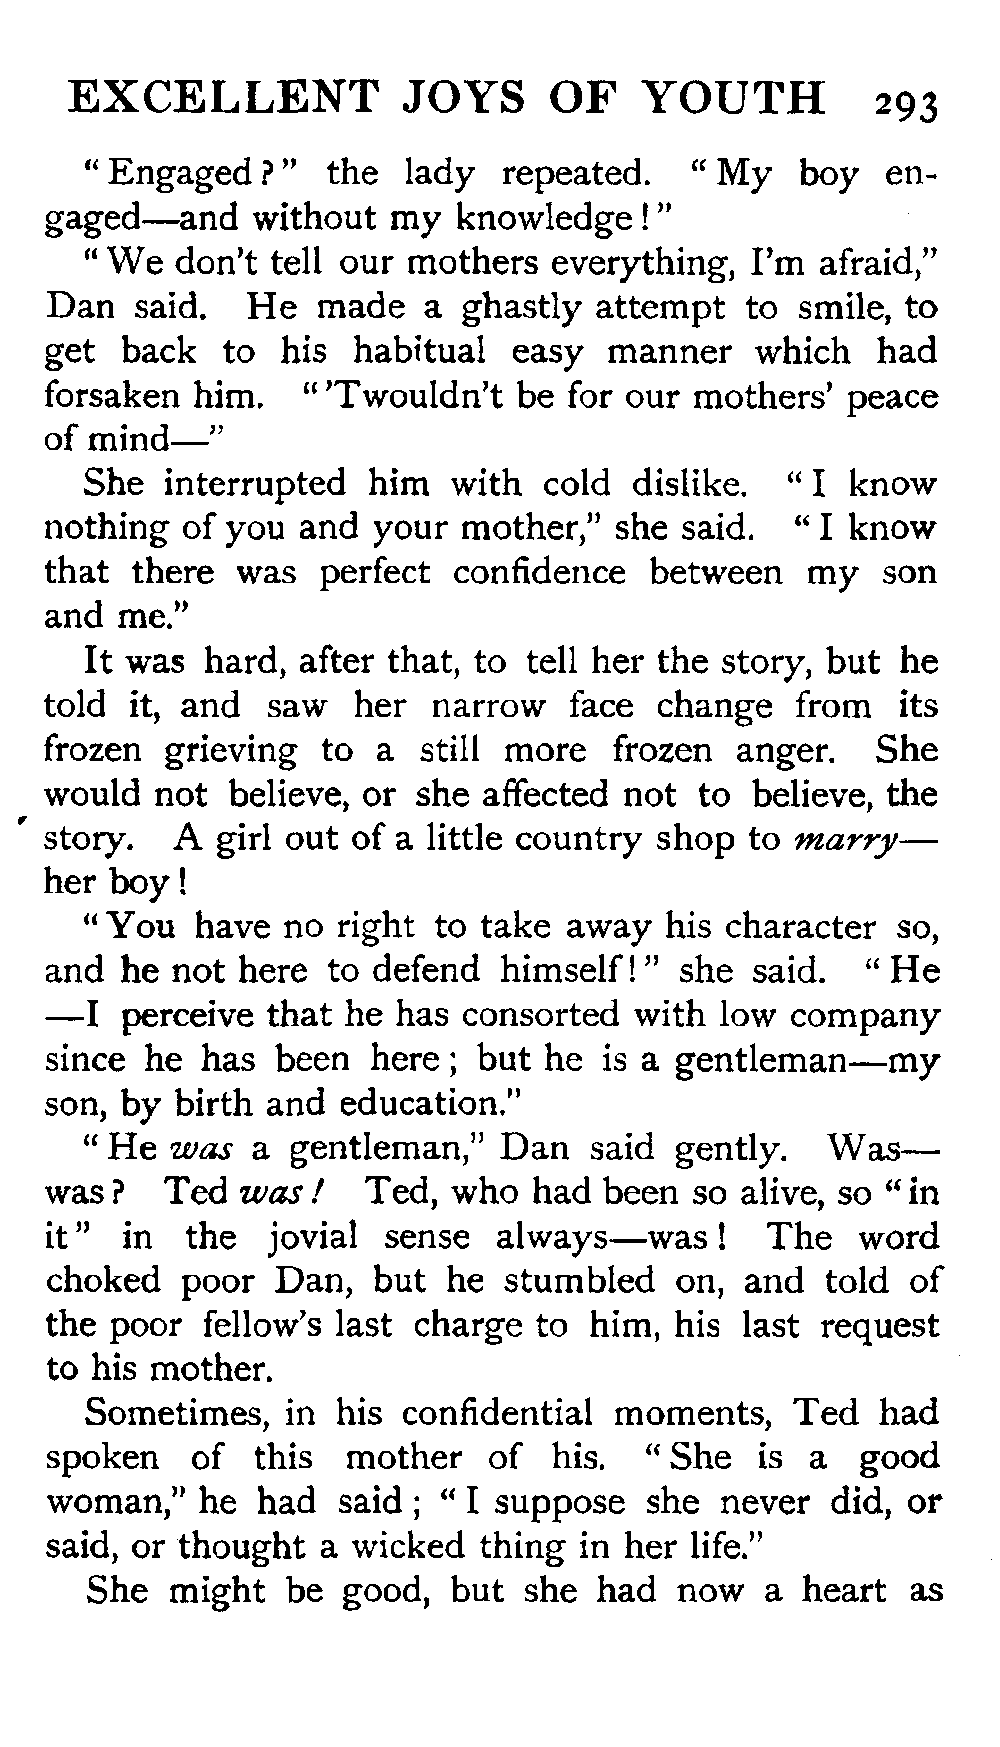 EXCELLENT JOYS OF YOUTH 293
"Engaged?" the lady repeated. "My boy en-
gaged—and without my knowledge!"
"We don't tell our mothers everything, I'm afraid,"
Dan said. He made a ghastly attempt to smile, to
get back to his habitual easy manner which had
forsaken him. "'Twouldn't be for our mothers' peace
of mind—"
She interrupted him with cold dislike. "I know
nothing of you and your mother," she said. "I know
that there was perfect confidence between my son
and me."
It was hard, after that, to tell her the story, but he
told it, and saw her narrow face change from its
frozen grieving to a still more frozen anger. She
would not believe, or she affected not to believe, the
story. A girl out of a little country shop to marry—
her boy!
"You have no right to take away his character so,
and he not here to defend himself!" she said. "He
—I perceive that he has consorted with low company
since he has been here; but he is a gentleman—my
son, by birth and education."
"He was a gentleman," Dan said gently. Was—
was? Ted was! Ted, who had been so alive, so "in
it" in the jovial sense always—was! The word
choked poor Dan, but he stumbled on, and told of
the poor fellow's last charge to him, his last request
to his mother.
Sometimes, in his confidential moments, Ted had
spoken of this mother of his. "She is a good
woman," he had said; "I suppose she never did, or
said, or thought a wicked thing in her life."
She might be good, but she had now a heart as